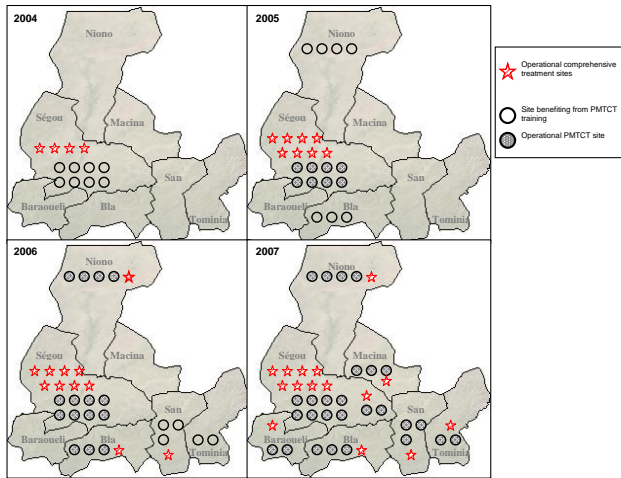 2004
Niono
Ségou
Macina
San
Baraoueli
Bla
Tominia
2005
Niono
Ségou
Macina
San
Baraoueli
Bla
Tominia
Operational comprehensive
treatment sites
Site benefiting from PMTCT
training
Operational PMTCT site
2006
Niono
Ségou
Macina
San
Baraoueli
Bla
Tominia
2007
Niono
Ségou
Macina
San
Baraoueli
Bla
Tominia